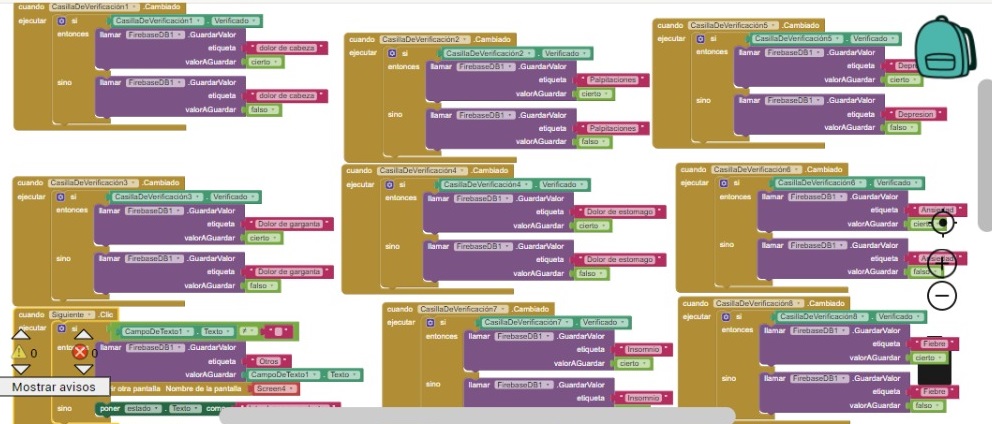 cuando CasillaDeVerificación1 .Cambiado
ejecutar si CasillaDeVerificación1 . Verificado
entonces llamar FirebaseDB1 .GuardarValor
etiqueta " dolor de cabeza "
valorAGuardar cierto
sino llamar FirebaseDB1 .GuardarValor
etiqueta " dolor de cabeza "
valorAGuardar falso
cuando CasillaDeVerificación2 .Cambiado
ejecutar si CasillaDeVerificación2 . Verificado
entonces llamar FirebaseDB1 .GuardarValor
etiqueta " Palpitaciones "
valorAGuardar cierto
sino llamar FirebaseDB1 .GuardarValor
etiqueta " Palpitaciones "
valorAGuardar falso
cuando CasillaDeVerificación5 .Cambiado
ejecutar si CasillaDeVerificación5 . Verificado
entonces llamar FirebaseDB1 .GuardarValor
etiqueta
valorAGuardar cierto
sino llamar FirebaseDB1 .GuardarValor
etiqueta " Depresion "
valorAGuardar falso
cuando CasillaDeVerificación3 .Cambiado
ejecutar si CasillaDeVerificación3 . Verificado
entonces llamar FirebaseDB1 .GuardarValor
etiqueta " Dolor de garganta "
valorAGuardar cierto
sino llamar FirebaseDB1 .GuardarValor
etiqueta " Dolor de garganta "
valorAGuardar falso
cuando CasillaDeVerificación4 .Cambiado
ejecutar si CasillaDeVerificación4 . Verificado
entonces llamar FirebaseDB1 .GuardarValor
etiqueta " Dolor de estomago "
valorAGuardar cierto
sino llamar FirebaseDB1 .GuardarValor
etiqueta " Dolor de estomago "
valorAGuardar falso
cuando CasillaDeVerificación6 .Cambiado
ejecutar si CasillaDeVerificación6 . Verificado
entonces llamar FirebaseDB1 .GuardarValor
etiqueta " Ansiedad "
valorAGuardar cierto
sino llamar FirebaseDB1 .GuardarValor
etiqueta " Ansiedad "
valorAGuardar falso
cuando Siguiente .Clic
ejecutar si CampoDeTexto1 . Texto ≠ " "
entonces llamar FirebaseDB1 .GuardarValor
etiqueta " Otros "
valorAGuardar CampoDeTexto1 . Texto
otra pantalla Nombre de la pantalla Screen4
sino poner estado . Texto como
0 0
Mostrar avisos
cuando CasillaDeVerificación7 .Cambiado
ejecutar si CasillaDeVerificación7 . Verificado
entonces llamar FirebaseDB1 .GuardarValor
etiqueta " Insomnio "
valorAGuardar cierto
sino llamar FirebaseDB1 .GuardarValor
etiqueta " Insomnio "
cuando CasillaDeVerificación8 .Cambiado
ejecutar si CasillaDeVerificación8 . Verificado
entonces llamar FirebaseDB1 .GuardarValor
etiqueta " Fiebre "
valorAGuardar cierto
sino llamar FirebaseDB1 .GuardarValor
etiqueta " Fiebre "
valorAGuardar falso